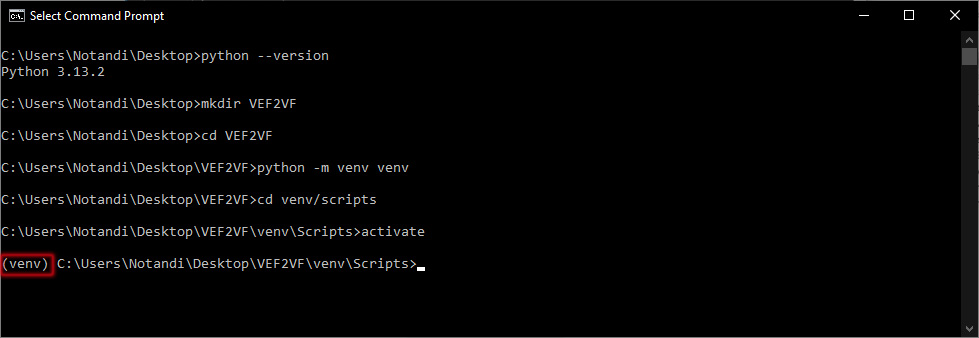 Select Command Prompt
C:\Users\Notandi\Desktop>python --version
Python 3.13.2
C:\Users\Notandi\Desktop>mkdir VEF2VF
C:\Users\Notandi\Desktop>cd VEF2VF
C:\Users\Notandi\Desktop\VEF2VF>python -m venv venv
C:\Users\Notandi\Desktop\VEF2VF>cd venv/scripts
C:\Users\Notandi\Desktop\VEF2VF\venv\Scripts>activate
(venv) C:\Users\Notandi\Desktop\VEF2VF\venv\Scripts>